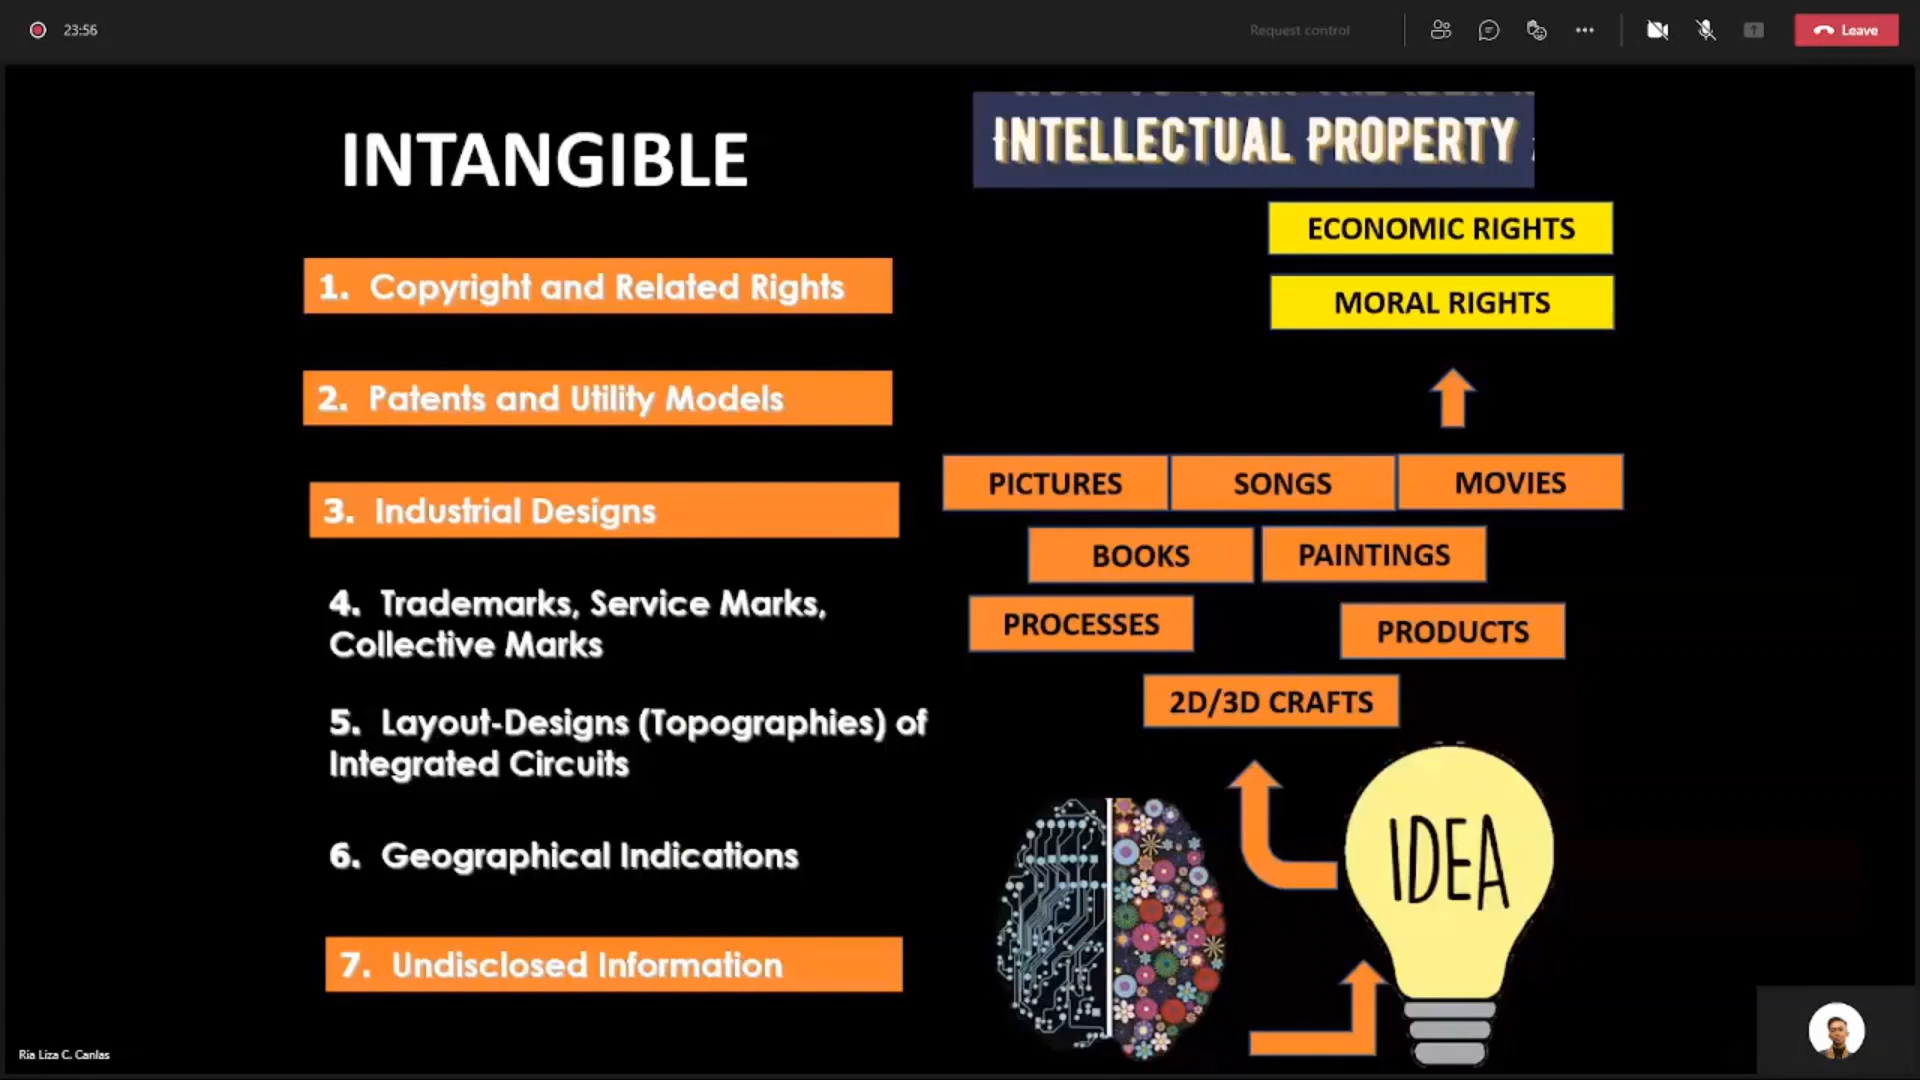 23:56
Request control
Leave
INTANGIBLE
1. Copyright and Related Rights
2. Patents and Utility Models
3. Industrial Designs
4. Trademarks, Service Marks,
Collective Marks
5. Layout-Designs (Topographies) of
Integrated Circuits
6. Geographical Indications
7. Undisclosed Information
INTELLECTUAL PROPERTY
ECONOMIC RIGHTS
MORAL RIGHTS
PICTURES
SONGS
MOVIES
BOOKS
PAINTINGS
PROCESSES
PRODUCTS
2D/3D CRAFTS
IDEA
Ria Liza C. Canlas